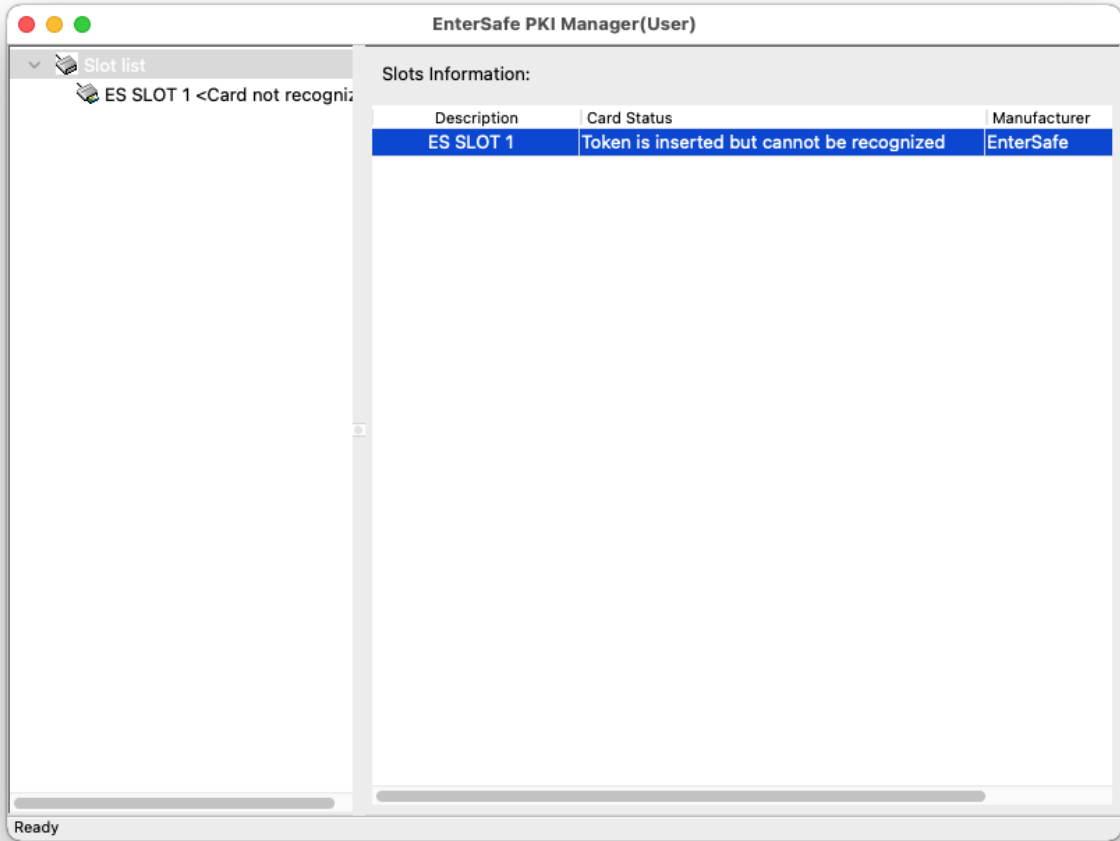 EnterSafe PKI Manager(User)
Slot list
ES SLOT 1 <Card not recogniz
Slots Information:
Description Card Status Manufacturer
ES SLOT 1 Token is inserted but cannot be recognized EnterSafe
Ready